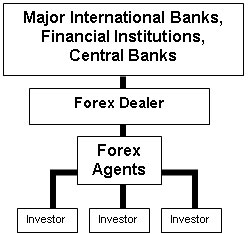 Major International Banks,
Financial Institutions,
Central Banks
Forex Dealer
Forex
Agents
Investor
Investor
Investor